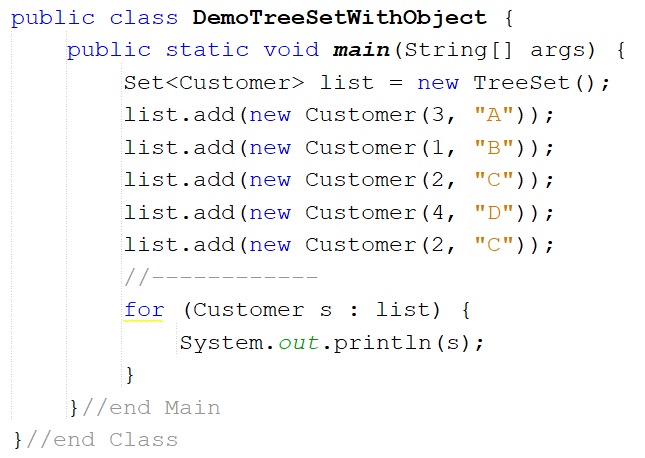 public class DemoTreeSetWithObject {
public static void main(String[] args) {
Set<Customer> list = new TreeSet();
list.add(new Customer(3, "A"));
list.add(new Customer(1, "B"));
list.add(new Customer(2, "C"));
list.add(new Customer(4, "D"));
list.add(new Customer(2, "C"));
//------------
for (Customer s : list) {
System.out.println(s);
}
}//end Main
}//end Class